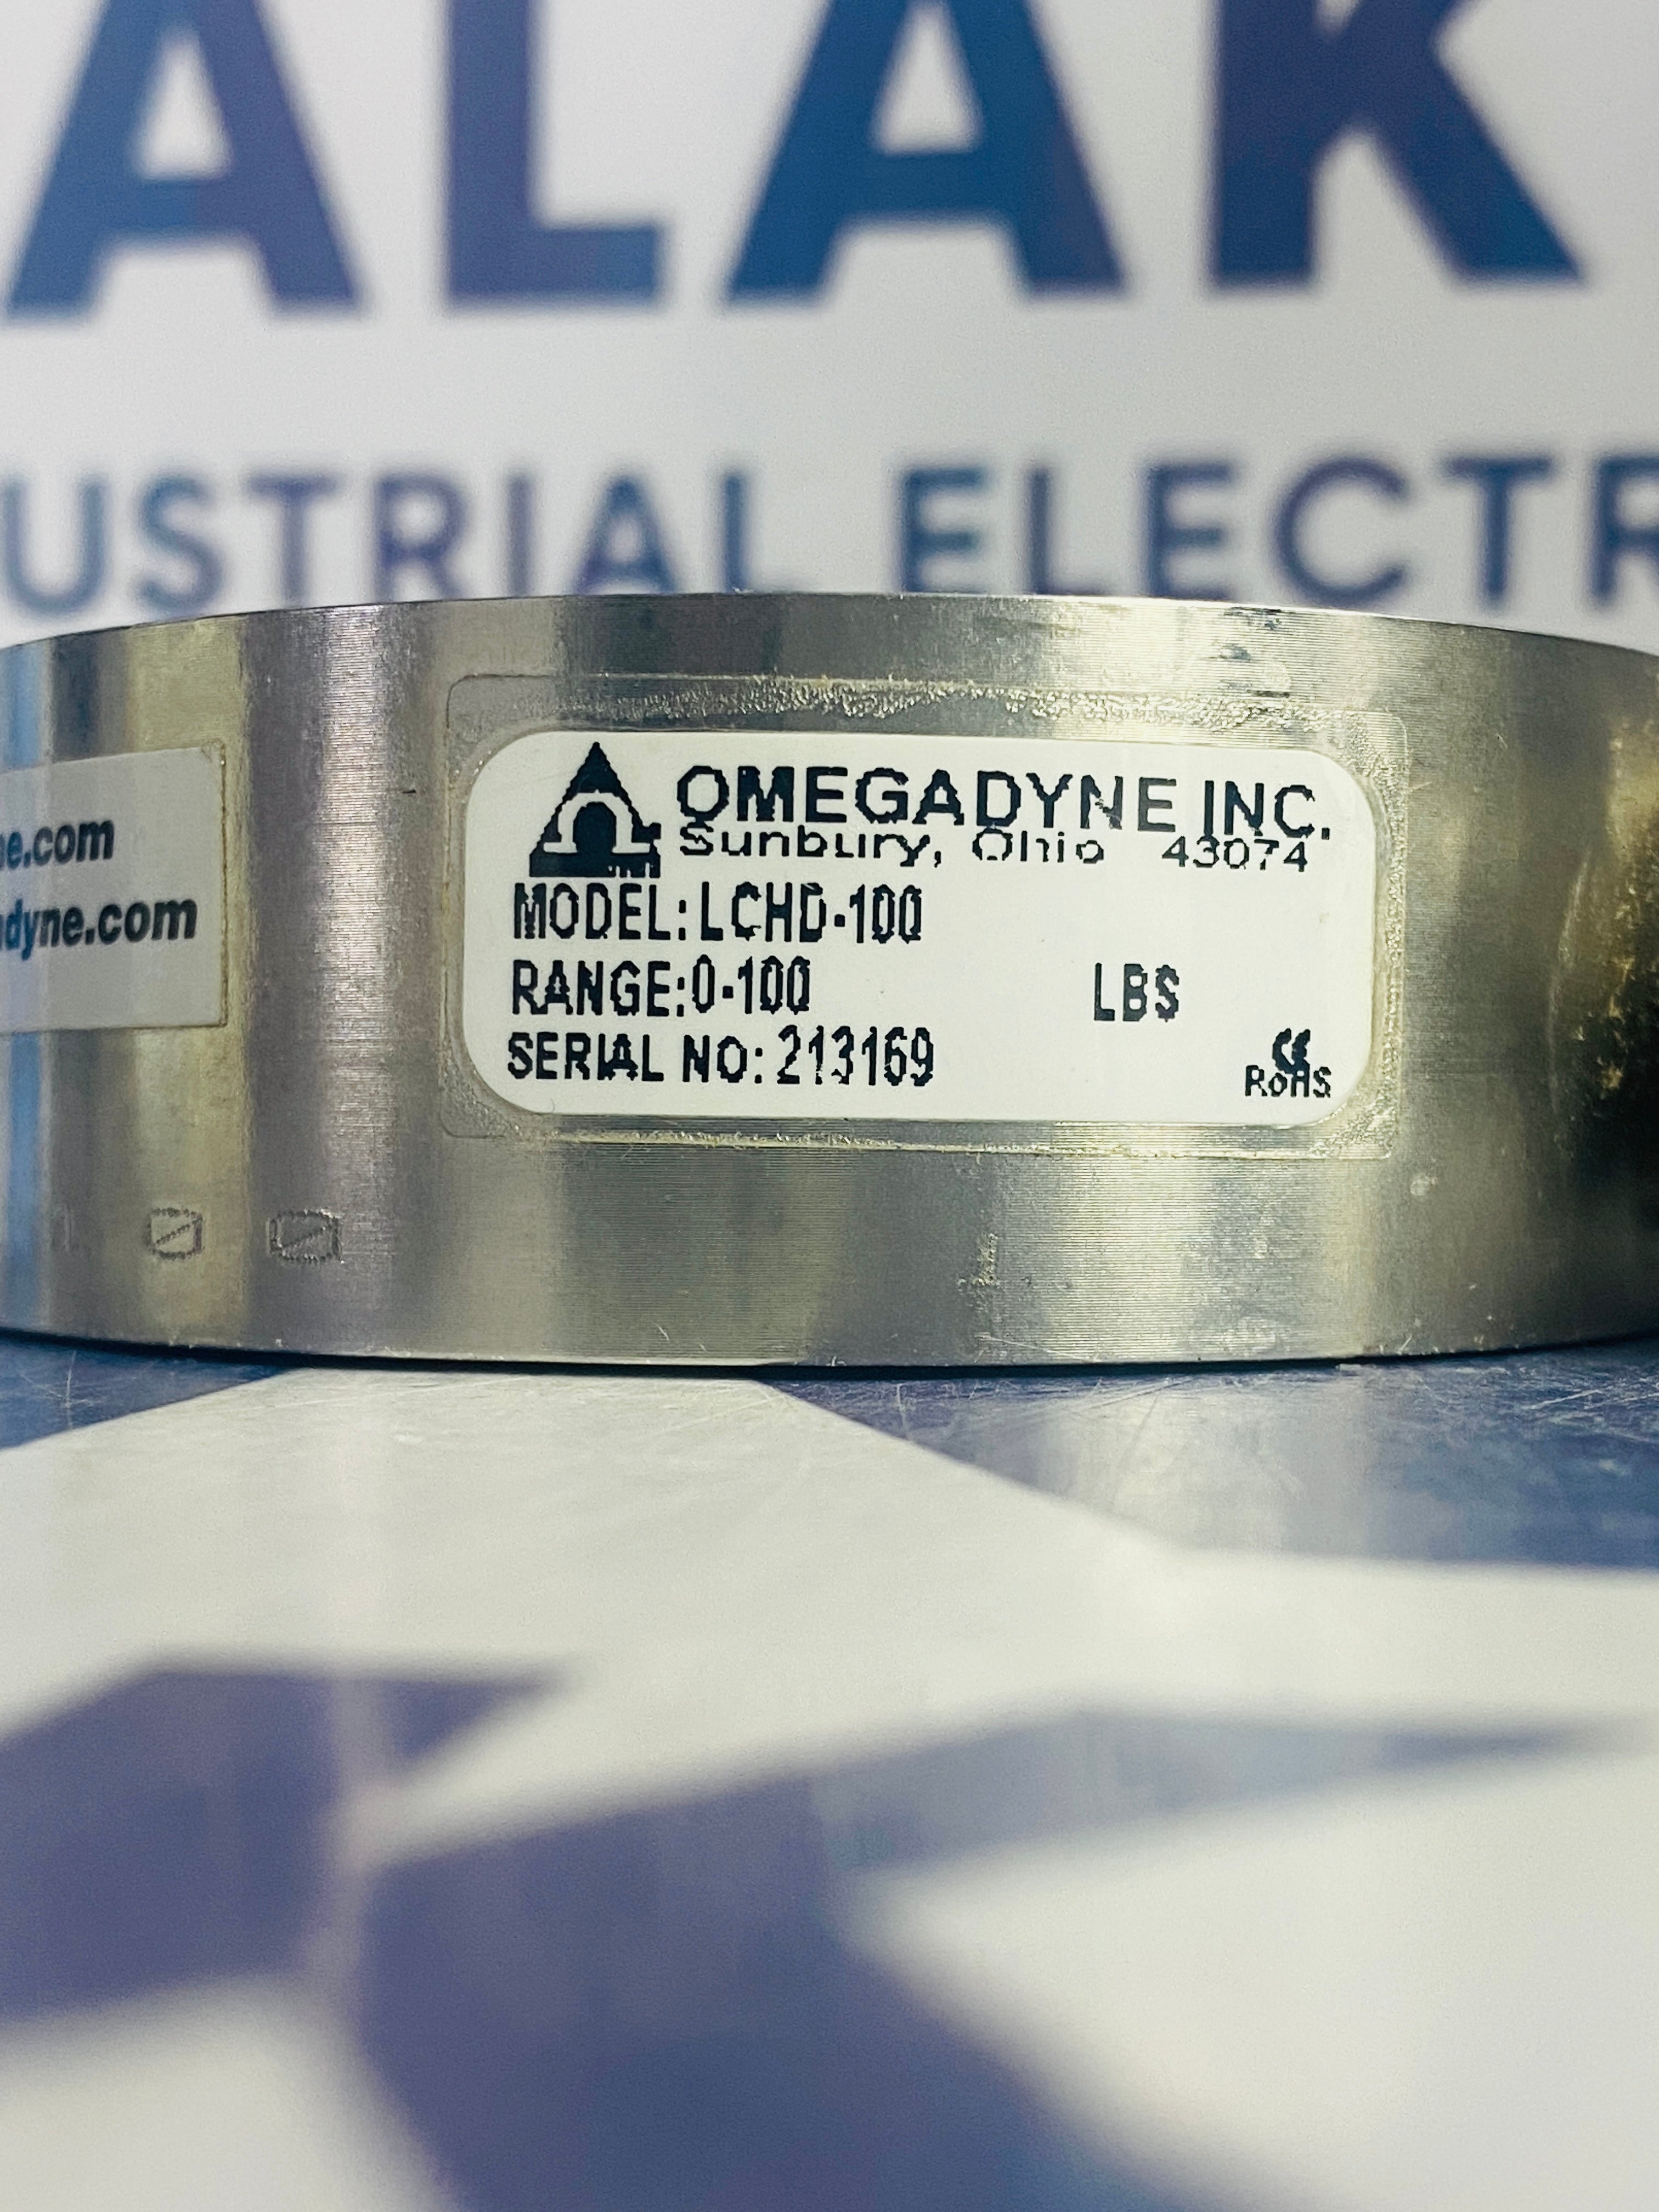 ALAK
USTRIAL ELECTR
e.com
dyne.com
OMEGADYNE INC.
Sunbury, Ohio 43074
MODEL:LCHD-100
RANGE:0-100 LBS
SERIAL NO: 213169
CE
RoHS